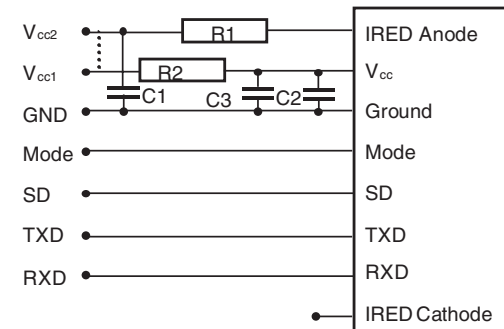 Vcc2 R1 IRED Anode
Vcc1 R2 Vcc
C1 C3 C2
GND Ground
Mode Mode
SD SD
TXD TXD
RXD RXD
IRED Cathode